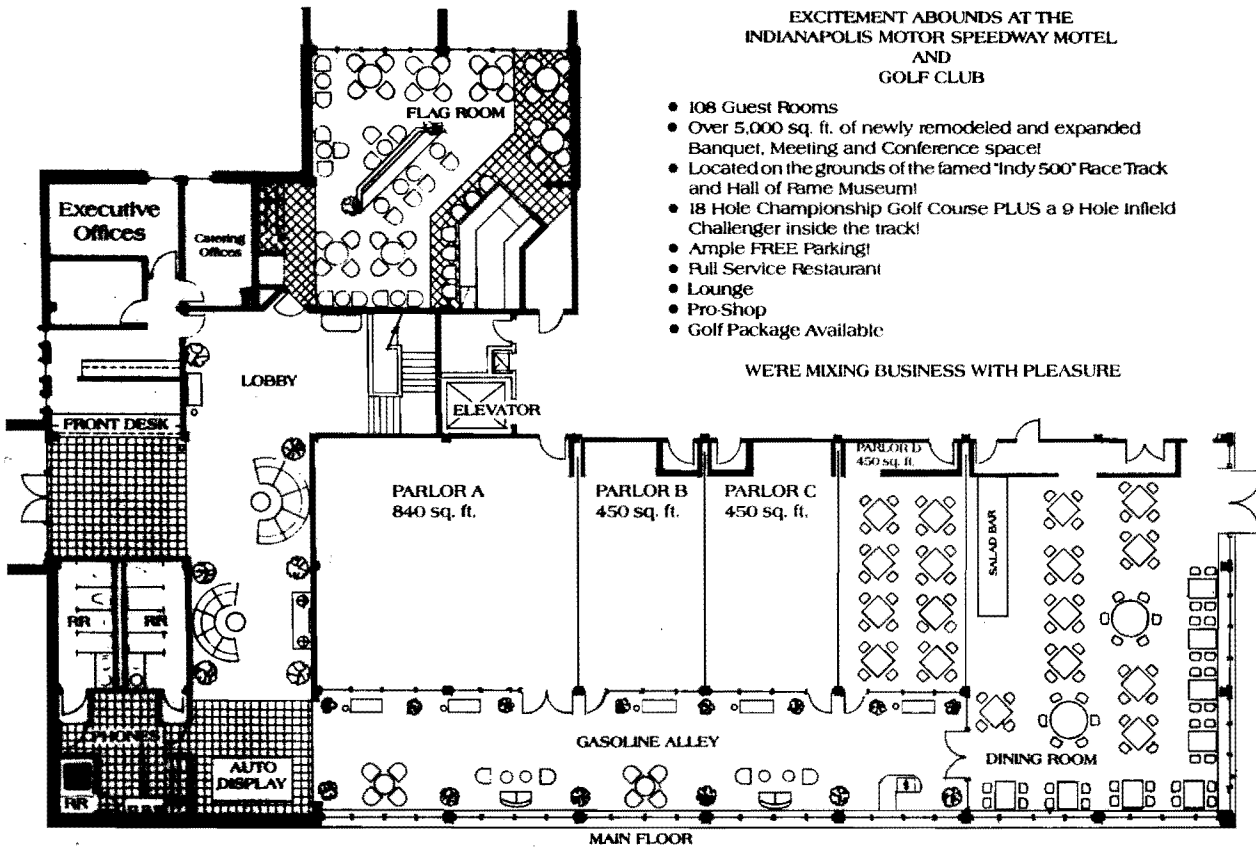 EXCITEMENT ABOUNDS AT THE
INDIANAPOLIS MOTOR SPEEDWAY MOTEL
AND
GOLF CLUB
• 108 Guest Rooms
• Over 5,000 sq. ft. of newly remodeled and expanded
Banquet, Meeting and Conference space!
• Located on the grounds of the famed "Indy 500" Race Track
and Hall of Fame Museum!
• 18 Hole Championship Golf Course PLUS a 9 Hole Infield
Challenger inside the track!
• Ample FREE Parking!
• Full Service Restaurant
• Lounge
• Pro-Shop
• Golf Package Available
WE'RE MIXING BUSINESS WITH PLEASURE
FLAG ROOM
Executive
Offices
Catering
Offices
LOBBY
ELEVATOR
FRONT DESK
PARLOR A
840 sq. ft.
PARLOR B
450 sq. ft.
PARLOR C
450 sq. ft.
PARLOR D
450 sq. ft.
SALAD BAR
RR
RR
PHONES
AUTO
DISPLAY
RR
GASOLINE ALLEY
DINING ROOM
MAIN FLOOR